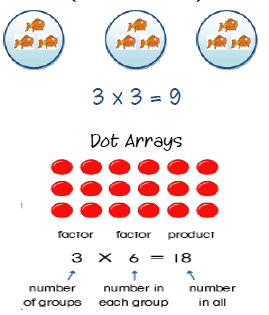 3 x 3 = 9
Dot Arrays
factor factor product
3 X 6 = 18
number number in number
of groups each group in all